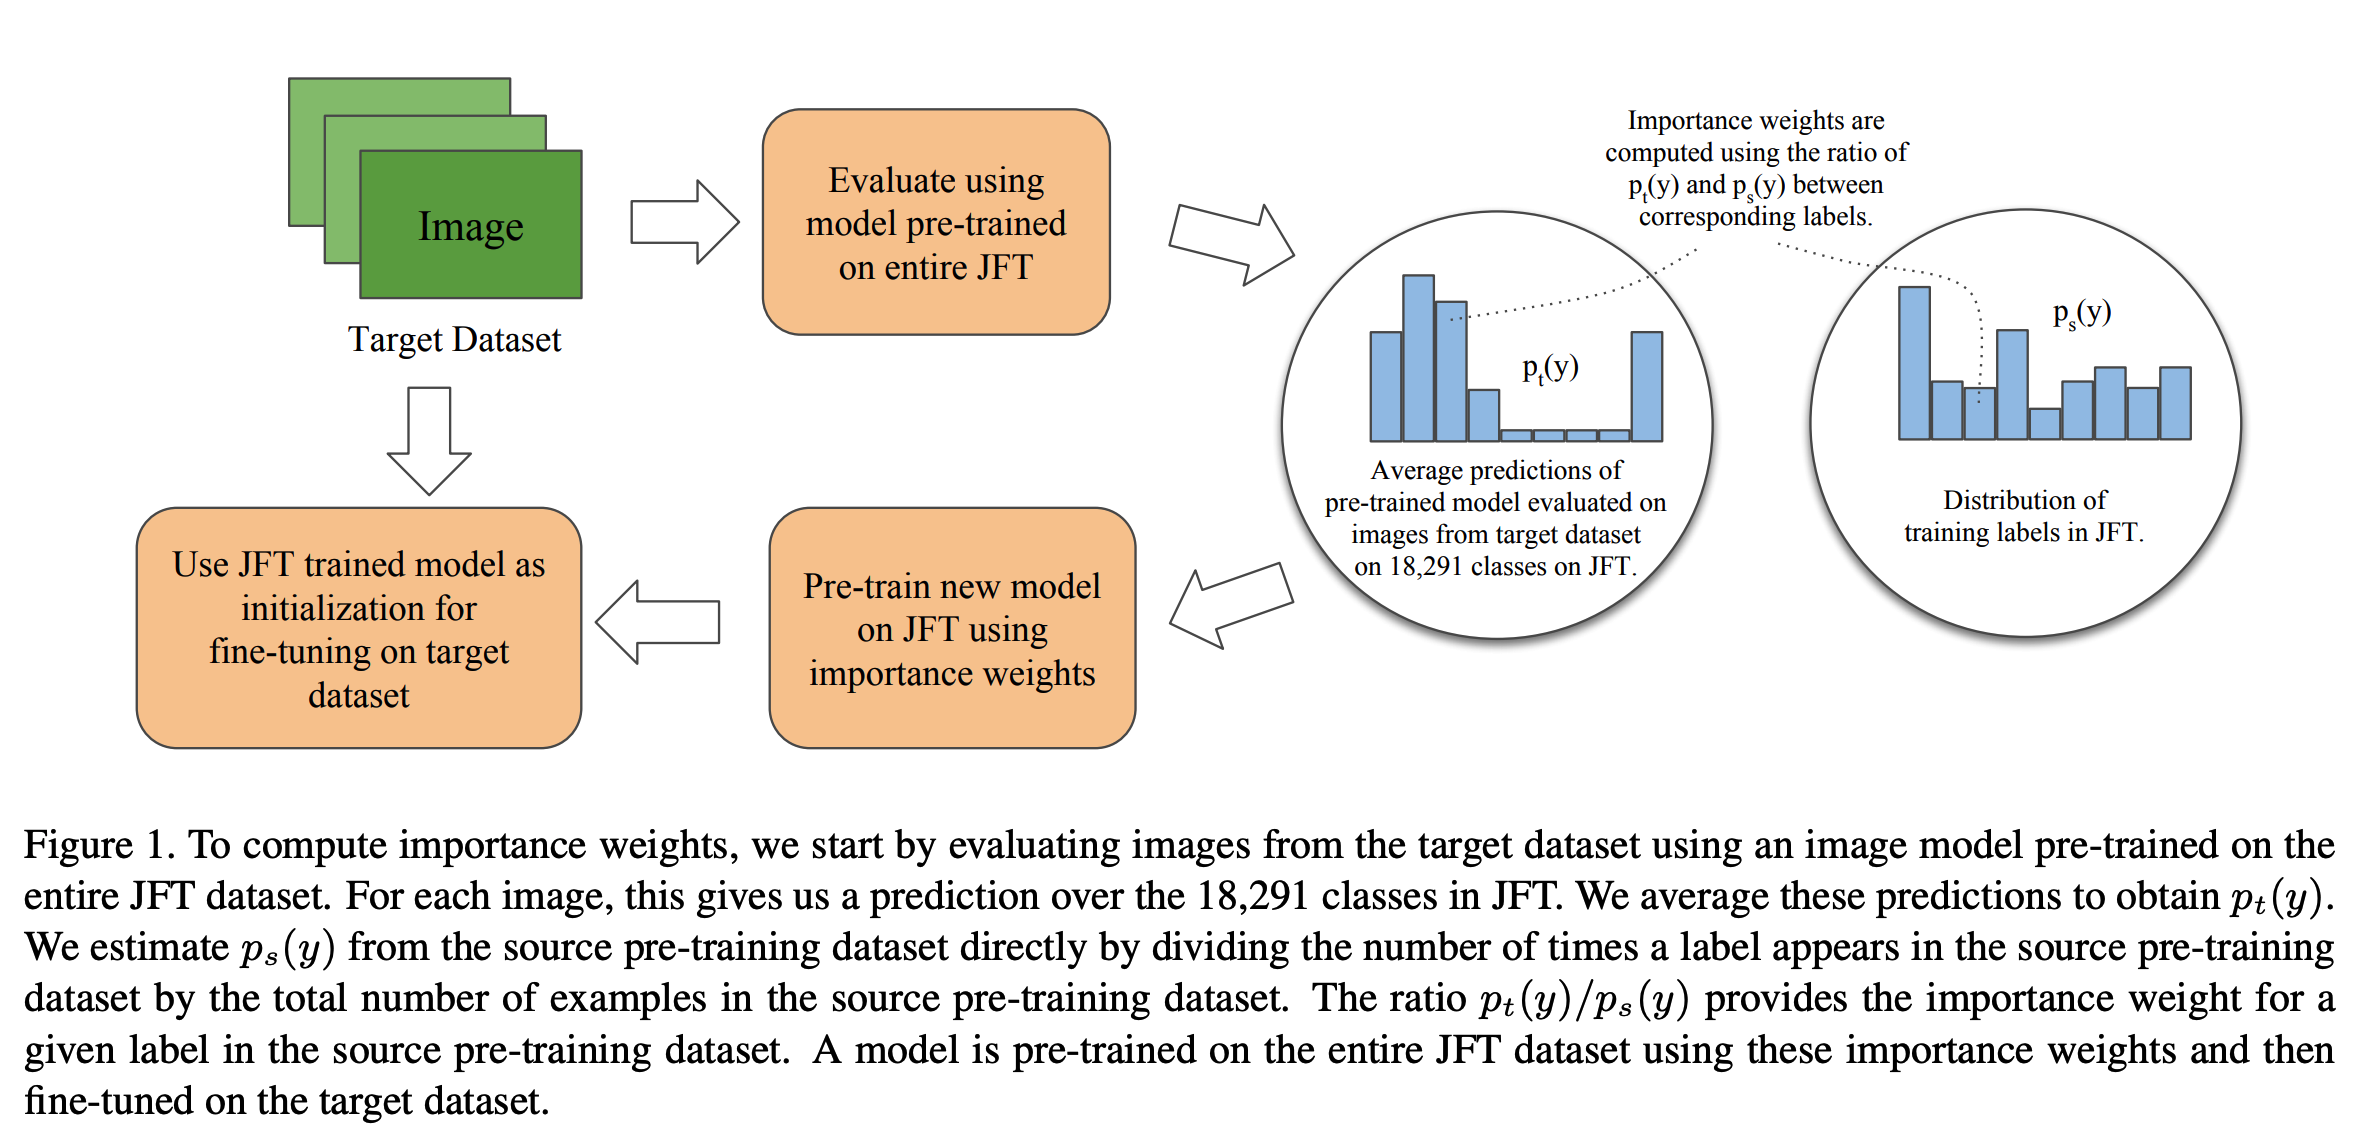 Image
Target Dataset
Evaluate using
model pre-trained
on entire JFT
Importance weights are
computed using the ratio of
pₜ(y) and pₛ(y) between
corresponding labels.
pₜ(y)
Average predictions of
pre-trained model evaluated on
images from target dataset
on 18,291 classes on JFT.
pₛ(y)
Distribution of
training labels in JFT.
Pre-train new model
on JFT using
importance weights
Use JFT trained model as
initialization for
fine-tuning on target
dataset
Figure 1. To compute importance weights, we start by evaluating images from the target dataset using an image model pre-trained on the
entire JFT dataset. For each image, this gives us a prediction over the 18,291 classes in JFT. We average these predictions to obtain pₜ(y).
We estimate pₛ(y) from the source pre-training dataset directly by dividing the number of times a label appears in the source pre-training
dataset by the total number of examples in the source pre-training dataset. The ratio pₜ(y)/pₛ(y) provides the importance weight for a
given label in the source pre-training dataset. A model is pre-trained on the entire JFT dataset using these importance weights and then
fine-tuned on the target dataset.